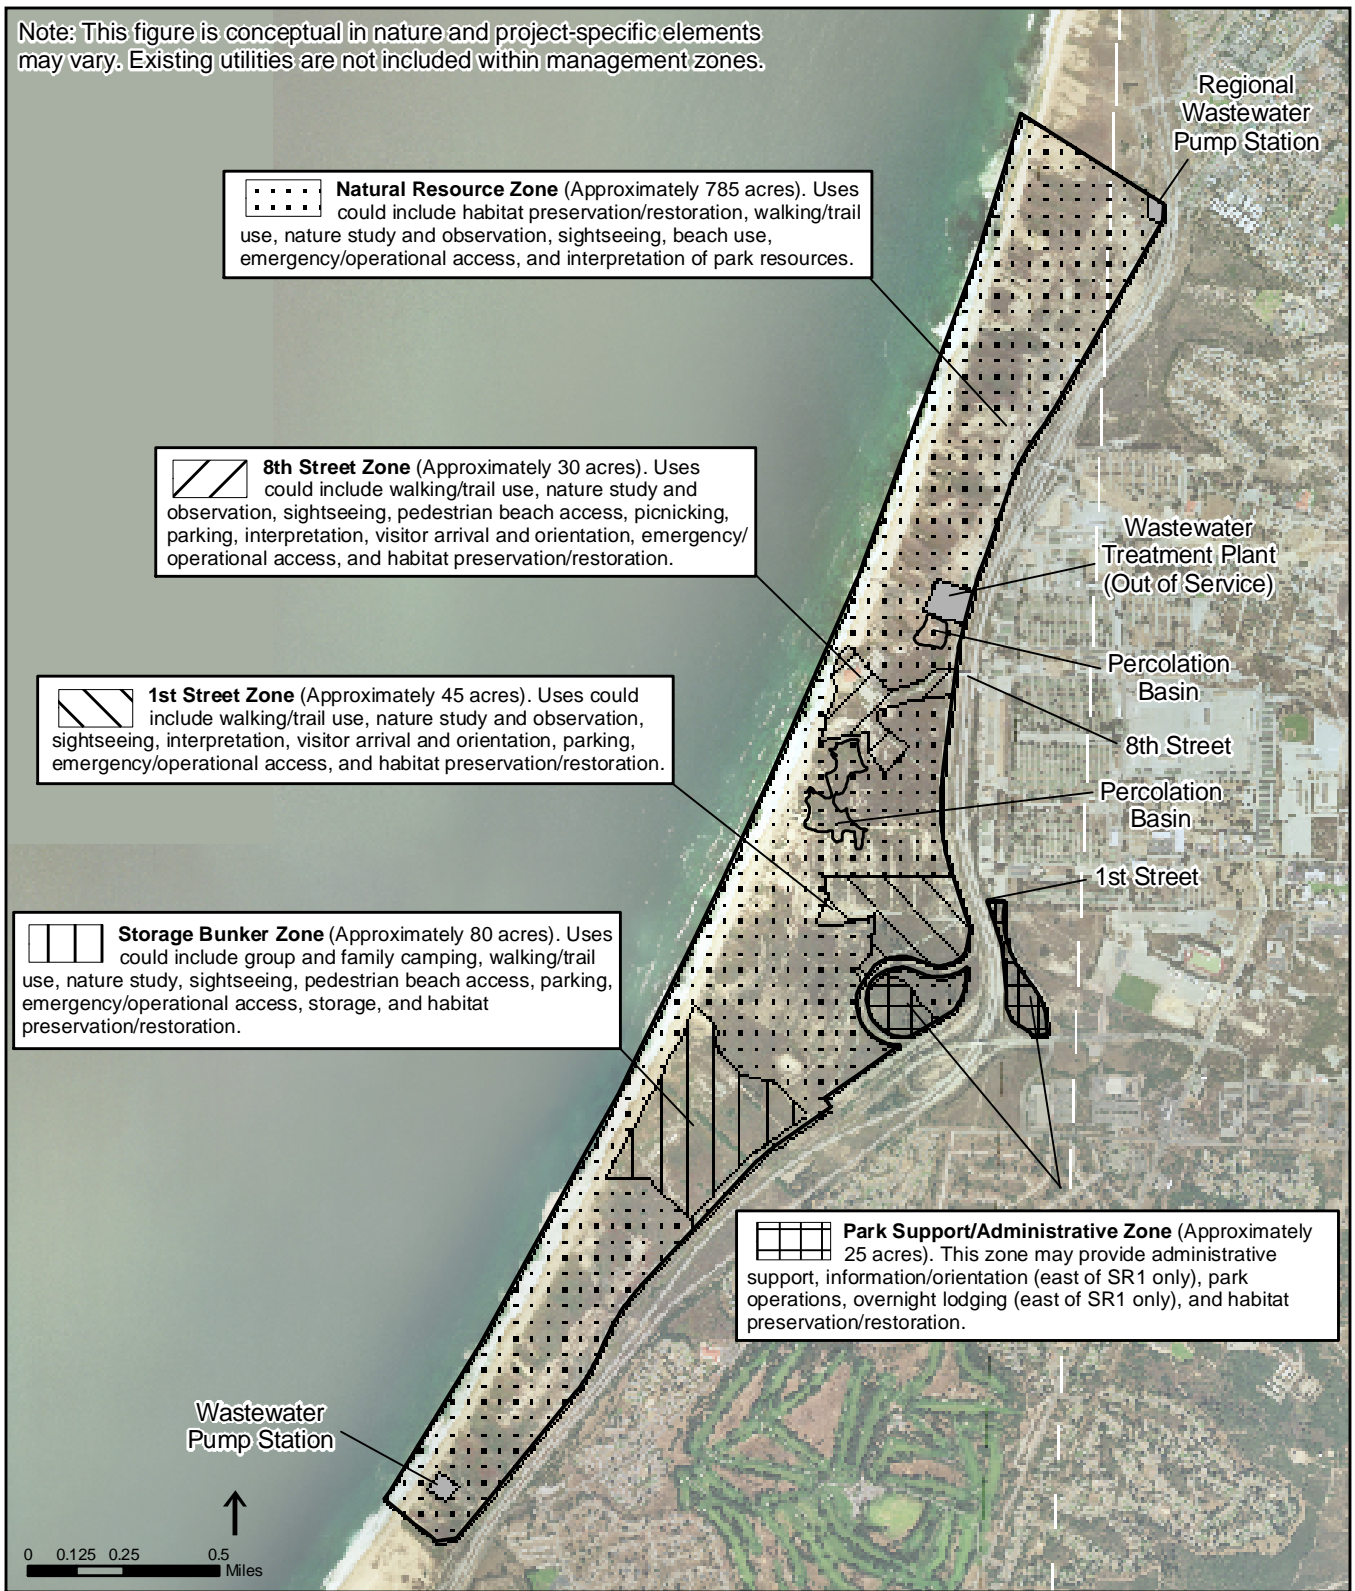 Note: This figure is conceptual in nature and project-specific elements
may vary. Existing utilities are not included within management zones.
Regional
Wastewater
Pump Station
Natural Resource Zone (Approximately 785 acres). Uses
could include habitat preservation/restoration, walking/trail
use, nature study and observation, sightseeing, beach use,
emergency/operational access, and interpretation of park resources.
8th Street Zone (Approximately 30 acres). Uses
could include walking/trail use, nature study and
observation, sightseeing, pedestrian beach access, picnicking,
parking, interpretation, visitor arrival and orientation, emergency/
operational access, and habitat preservation/restoration.
Wastewater
Treatment Plant
(Out of Service)
Percolation
Basin
1st Street Zone (Approximately 45 acres). Uses could
include walking/trail use, nature study and observation,
sightseeing, interpretation, visitor arrival and orientation, parking,
emergency/operational access, and habitat preservation/restoration.
8th Street
Percolation
Basin
1st Street
Storage Bunker Zone (Approximately 80 acres). Uses
could include group and family camping, walking/trail
use, nature study, sightseeing, pedestrian beach access, parking,
emergency/operational access, storage, and habitat
preservation/restoration.
Park Support/Administrative Zone (Approximately
25 acres). This zone may provide administrative
support, information/orientation (east of SR1 only), park
operations, overnight lodging (east of SR1 only), and habitat
preservation/restoration.
Wastewater
Pump Station
0 0.125 0.25 0.5
Miles